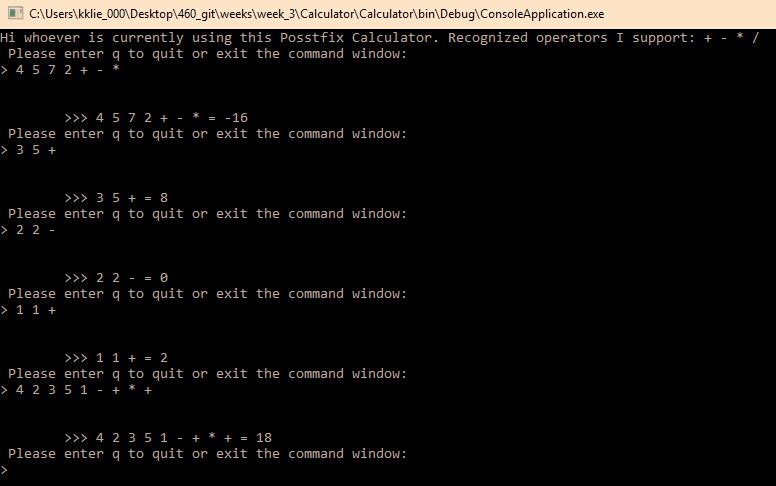 C:\Users\kklie_000\Desktop\460_git\weeks\week_3\Calculator\Calculator\bin\Debug\ConsoleApplication.exe
Hi whoever is currently using this Posstfix Calculator. Recognized operators I support: + - * /
Please enter q to quit or exit the command window:
> 4 5 7 2 + - *
>>> 4 5 7 2 + - * = -16
Please enter q to quit or exit the command window:
> 3 5 +
>>> 3 5 + = 8
Please enter q to quit or exit the command window:
> 2 2 -
>>> 2 2 - = 0
Please enter q to quit or exit the command window:
> 1 1 +
>>> 1 1 + = 2
Please enter q to quit or exit the command window:
> 4 2 3 5 1 - + * +
>>> 4 2 3 5 1 - + * + = 18
Please enter q to quit or exit the command window:
>